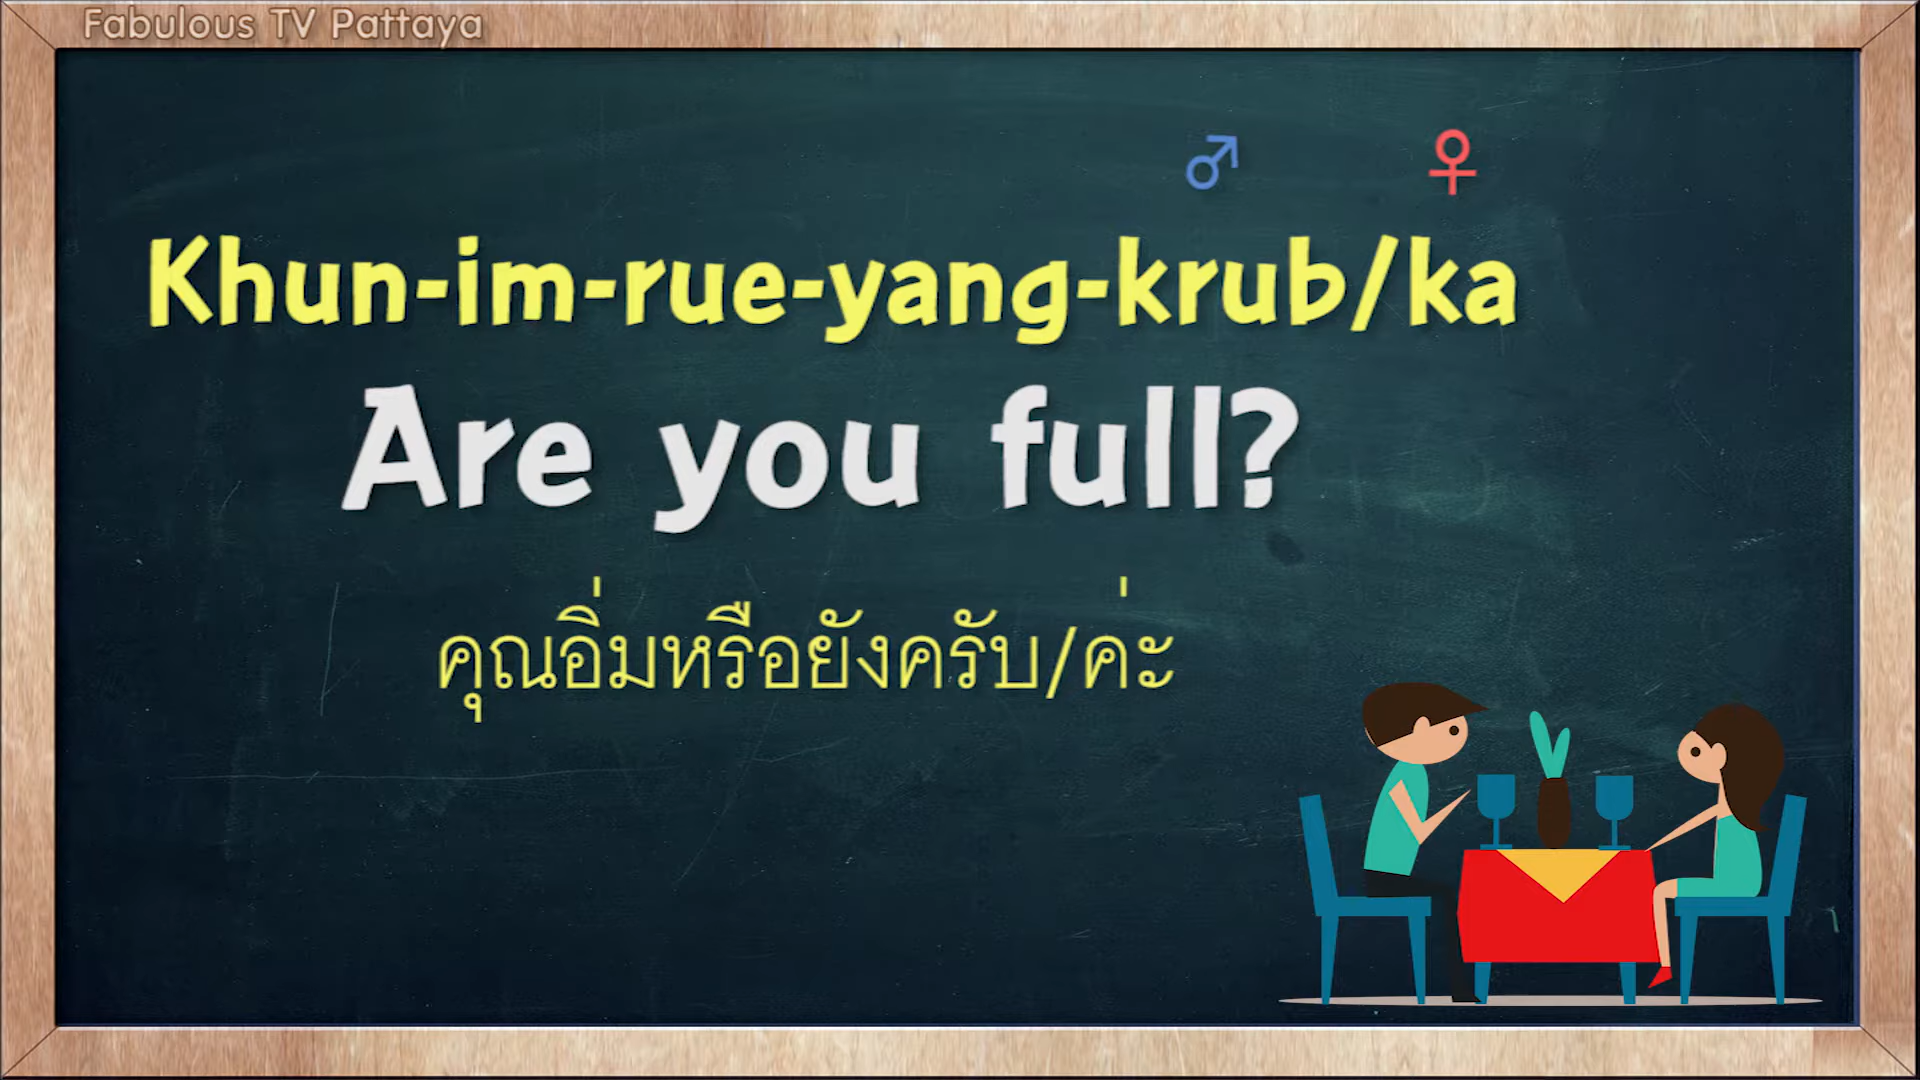 Fabulous TV Pattaya
♂ ♀
Khun-im-rue-yang-krub/ka
Are you full?
คุณอิ่มหรือยังครับ/ค่ะ